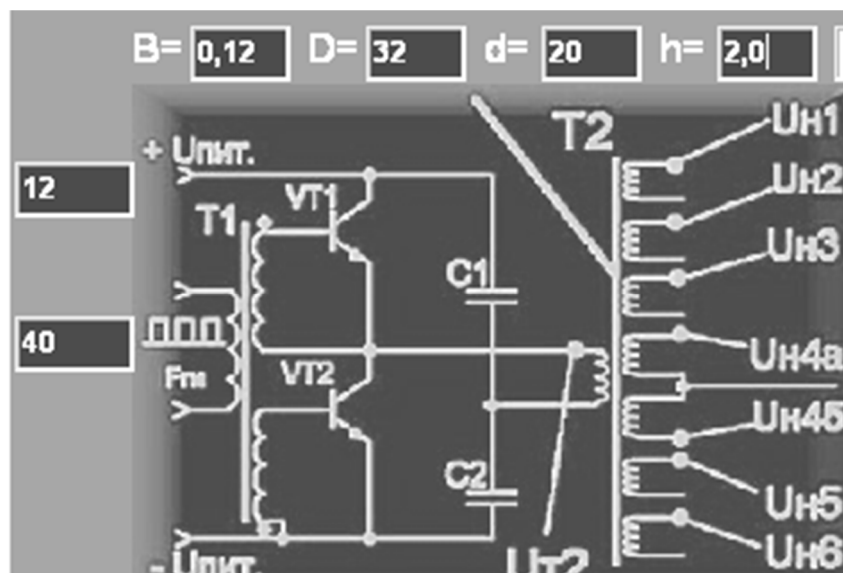 B= 0,12 D= 32 d= 20 h= 2,0
T2 Uн1
+ Uпит.
12 VT1 Uн2
T1
C1 Uн3
40 Fпı VT2 Uн4а
Uн4б
C2 Uн5
- Uпит. Uт2 Uн6